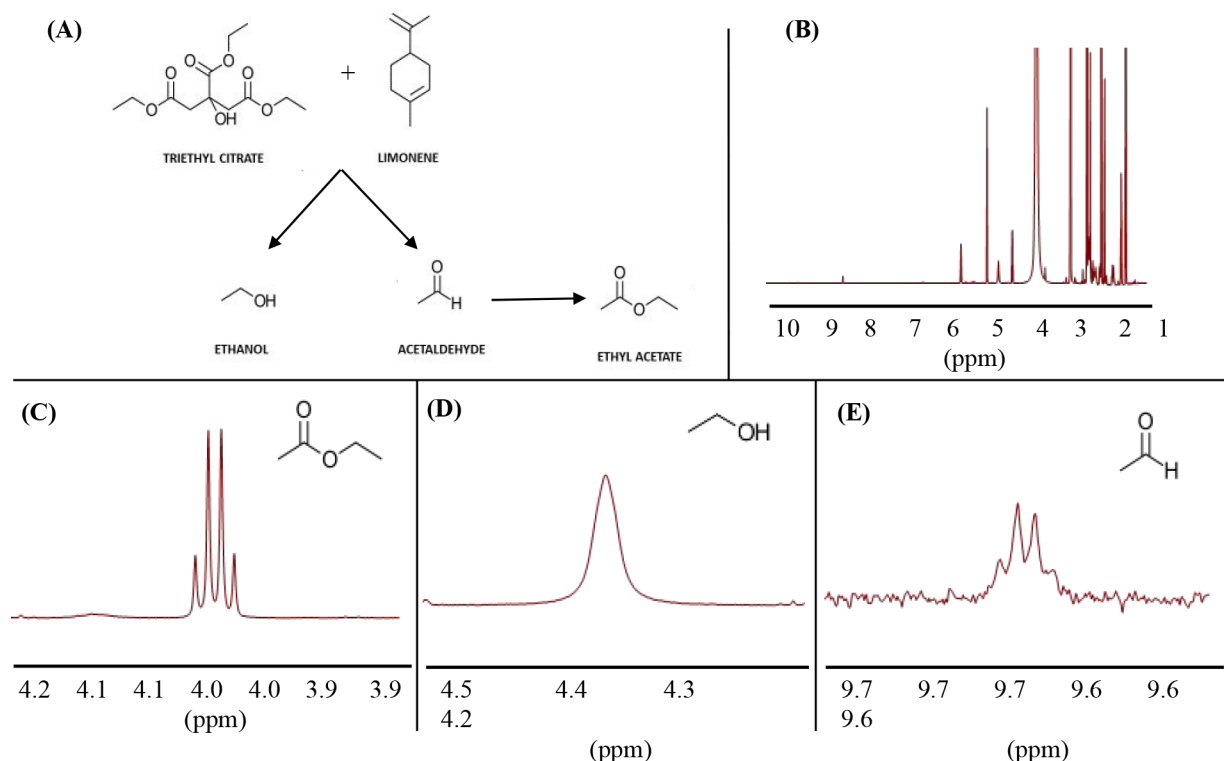 (A)
O
O
O
O
O
O
OH
+
TRIETHYL CITRATE
LIMONENE
OH
O
H
O
O
ETHANOL
ACETALDEHYDE
ETHYL ACETATE
(B)
10 9 8 7 6 5 4 3 2 1
(ppm)
(C)
O
O
4.2 4.1 4.1 4.0 4.0 3.9 3.9
(ppm)
(D)
OH
4.5 4.4 4.3
4.2
(ppm)
(E)
O
H
9.7 9.7 9.7 9.6 9.6
9.6
(ppm)